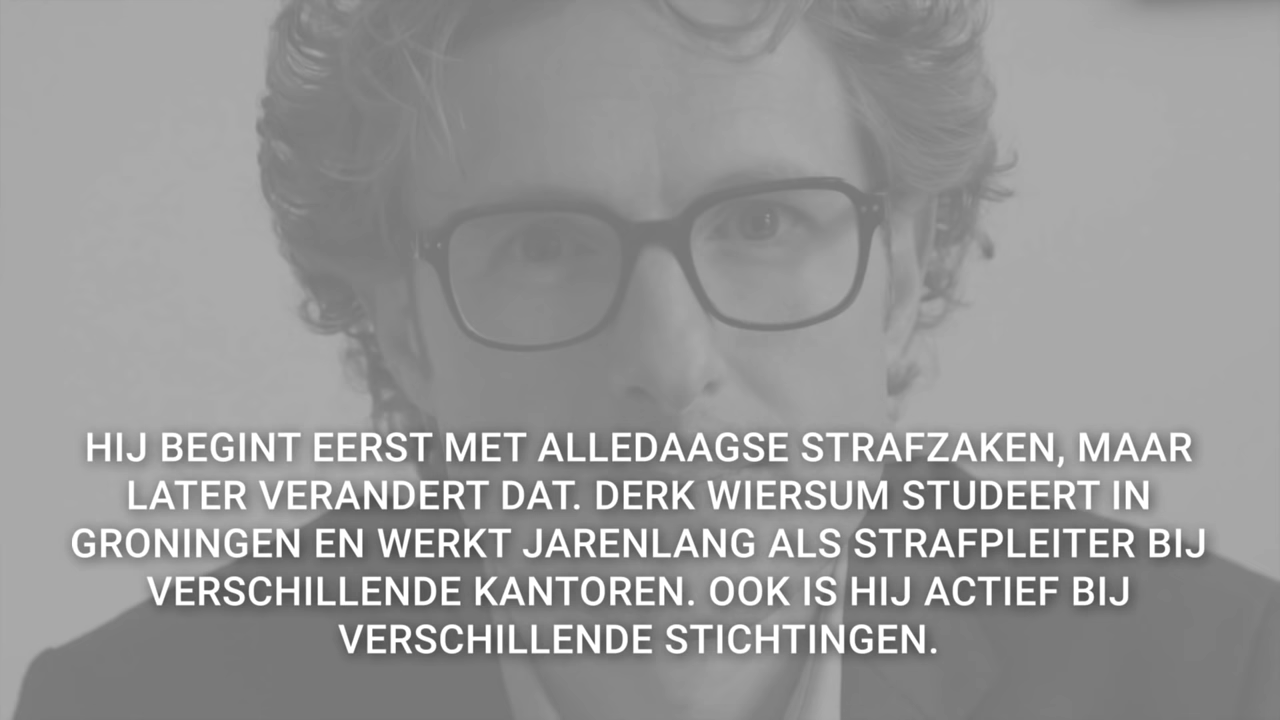 HIJ BEGINT EERST MET ALLEDAAGSE STRAFZAKEN, MAAR
LATER VERANDERT DAT. DERK WIERSUM STUDEERT IN
GRONINGEN EN WERKT JARENLANG ALS STRAFPLEITER BIJ
VERSCHILLENDE KANTOREN. OOK IS HIJ ACTIEF BIJ
VERSCHILLENDE STICHTINGEN.